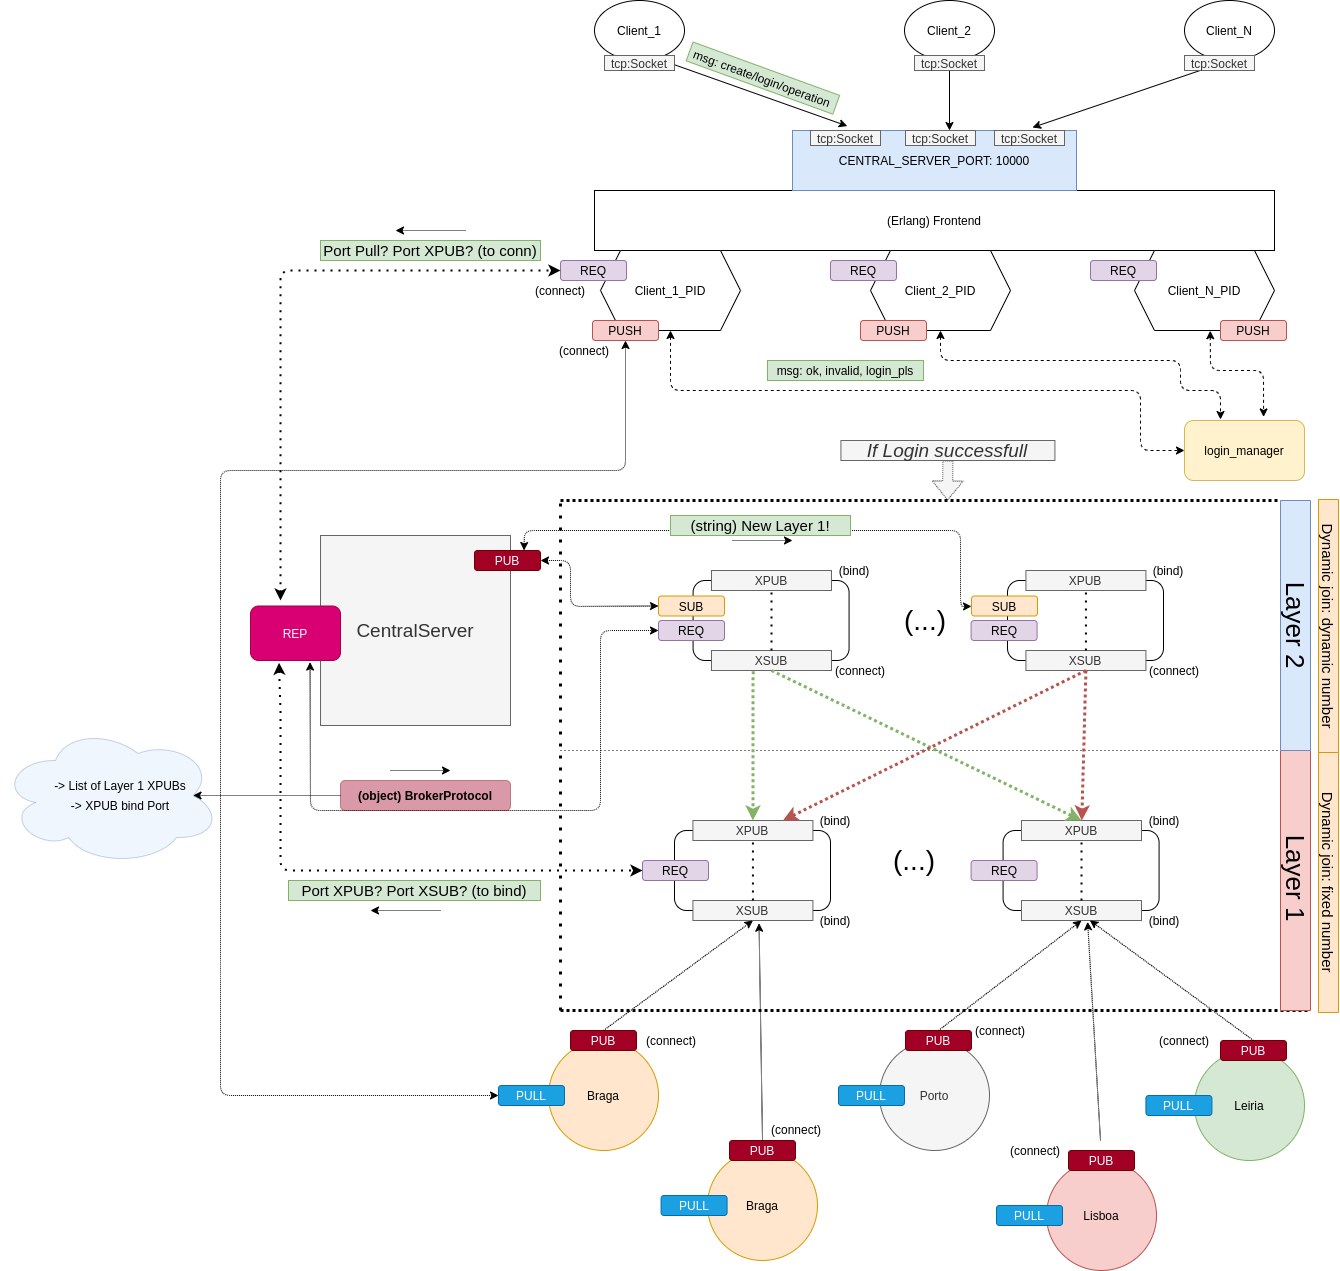 Client_1
Client_2
Client_N
tcp:Socket
tcp:Socket
tcp:Socket
msg: create/login/operation
tcp:Socket
tcp:Socket
tcp:Socket
CENTRAL_SERVER_PORT: 10000
(Erlang) Frontend
Port Pull? Port XPUB? (to conn)
REQ
REQ
REQ
(connect)
Client_1_PID
Client_2_PID
Client_N_PID
PUSH
PUSH
PUSH
(connect)
msg: ok, invalid, login_pls
If Login successfull
login_manager
(string) New Layer 1!
PUB
XPUB
(bind)
XPUB
(bind)
SUB
SUB
REQ
REQ
(...)
REP
CentralServer
XSUB
(connect)
XSUB
(connect)
Layer 2
Dynamic join: dynamic number
-> List of Layer 1 XPUBs
-> XPUB bind Port
(object) BrokerProtocol
XPUB
(bind)
XPUB
(bind)
REQ
(...)
REQ
Port XPUB? Port XSUB? (to bind)
XSUB
(bind)
XSUB
(bind)
Layer 1
Dynamic join: fixed number
PUB
(connect)
PUB
(connect)
(connect)
PUB
PULL
Braga
PULL
Porto
PULL
Leiria
(connect)
PUB
(connect)
PUB
PULL
Braga
PULL
Lisboa